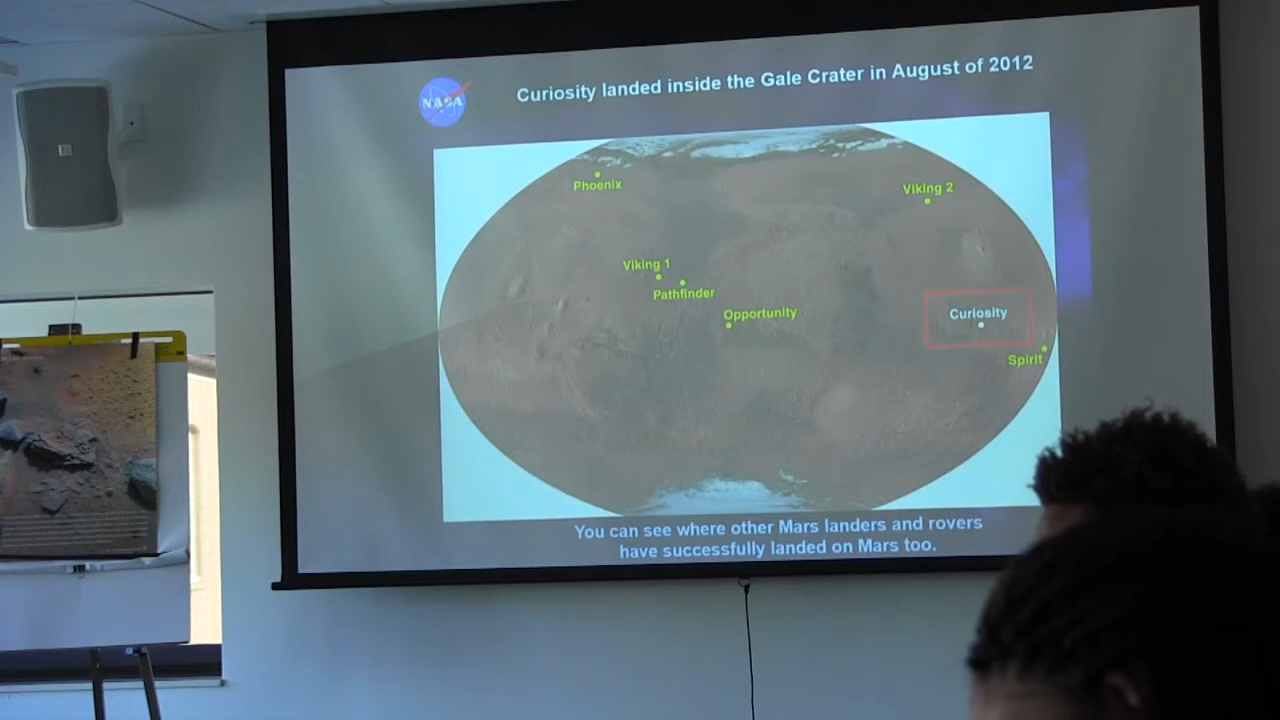 NASA
Curiosity landed inside the Gale Crater in August of 2012
Phoenix
Viking 2
Viking 1
Pathfinder
Opportunity
Curiosity
Spirit
You can see where other Mars landers and rovers
have successfully landed on Mars too.